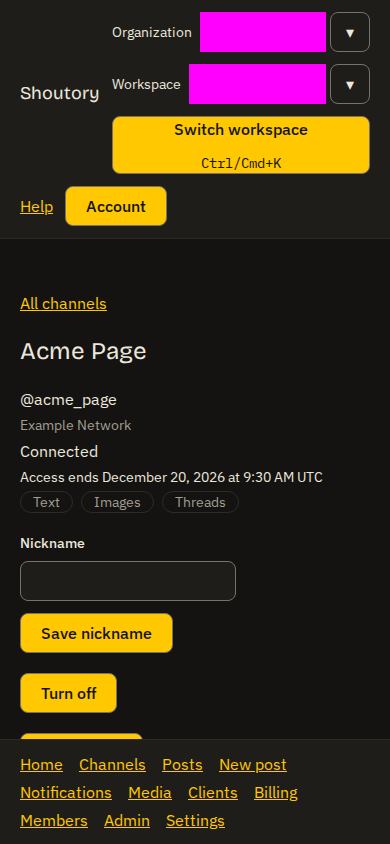 Organization
▼
Workspace
▼
Shoutory
Switch workspace
Ctrl/Cmd+K
Help
Account
All channels
Acme Page
@acme_page
Example Network
Connected
Access ends December 20, 2026 at 9:30 AM UTC
Text Images Threads
Nickname
Save nickname
Turn off
Home Channels Posts New post
Notifications Media Clients Billing
Members Admin Settings